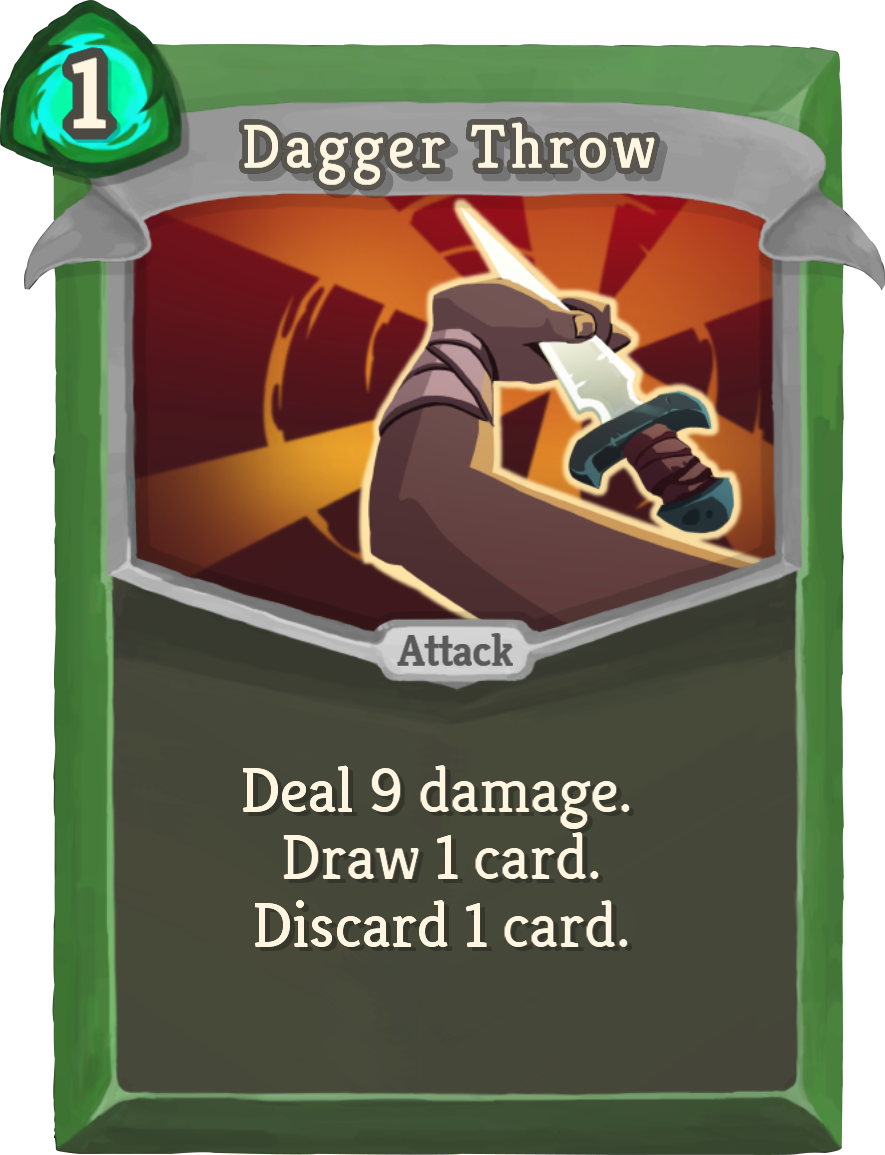 1
Dagger Throw
Attack
Deal 9 damage.
Draw 1 card.
Discard 1 card.